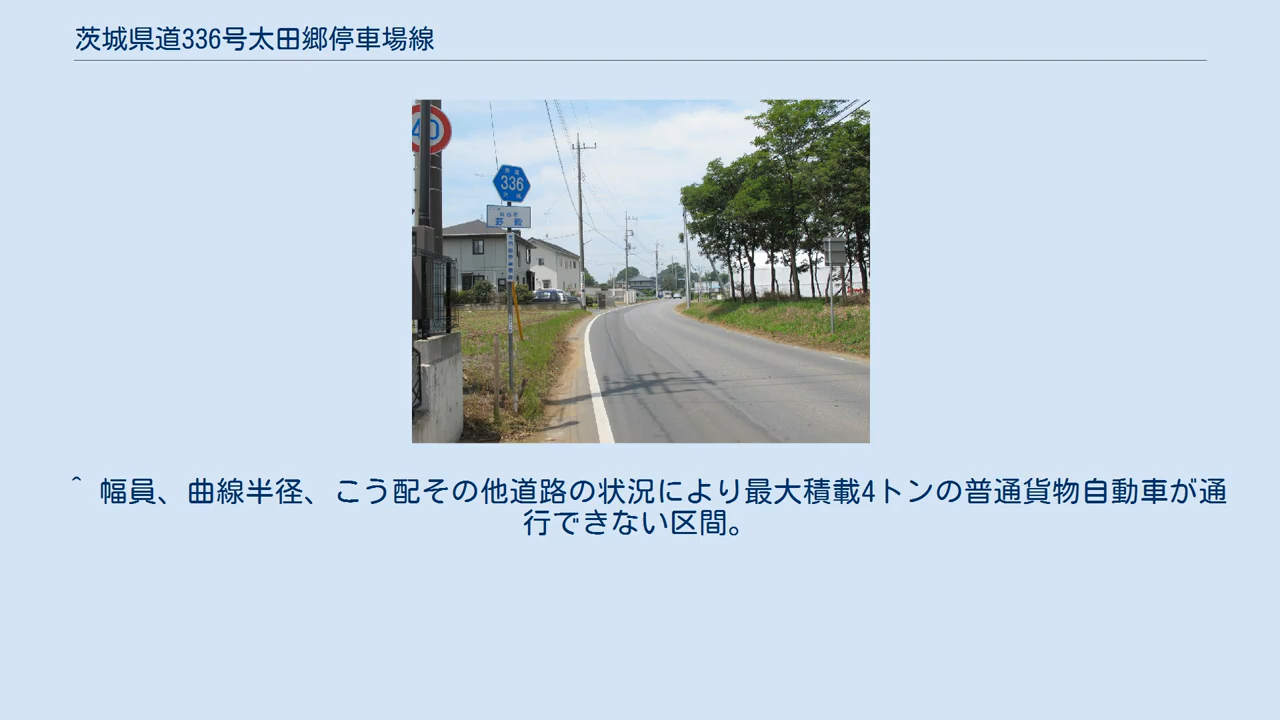 茨城県道336号太田郷停車場線
40
336
野殿
^ 幅員、曲線半径、こう配その他道路の状況により最大積載4トンの普通貨物自動車が通
行できない区間。